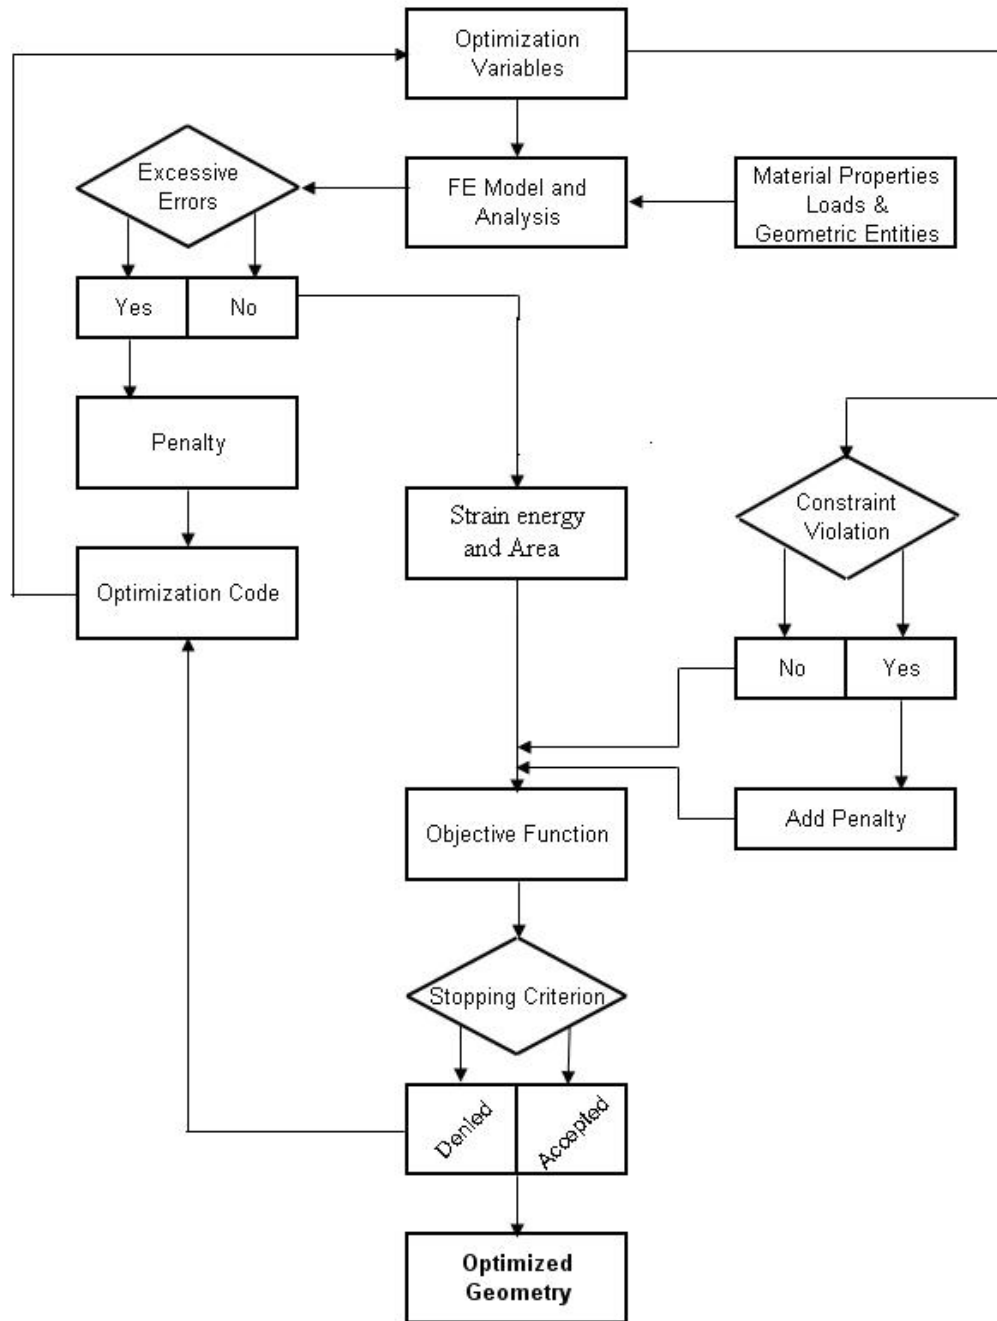 Optimization
Variables
Excessive
Errors
FE Model and
Analysis
Material Properties
Loads &
Geometric Entities
Yes
No
Penalty
Strain energy
and Area
Constraint
Violation
Optimization Code
No
Yes
Objective Function
Add Penalty
Stopping Criterion
Denied
Accepted
Optimized
Geometry